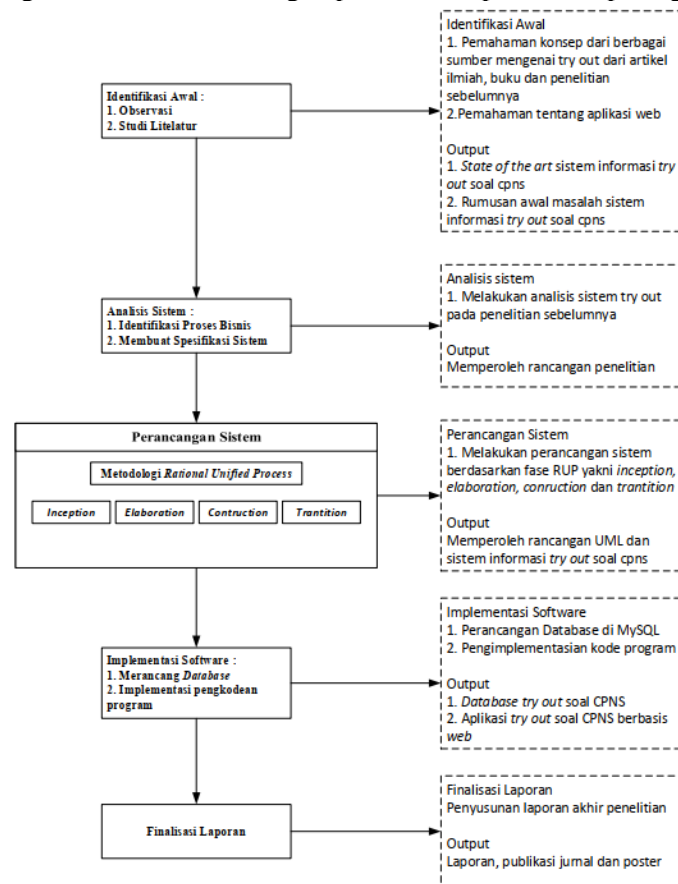 Identifikasi Awal :
1. Observasi
2. Studi Litelatur
Identifikasi Awal
1. Pemahaman konsep dari berbagai
sumber mengenai try out dari artikel
ilmiah, buku dan penelitian
sebelumnya
2.Pemahaman tentang aplikasi web
Output
1. State of the art sistem informasi try
out soal cpns
2. Rumusan awal masalah sistem
informasi try out soal cpns
Analisis Sistem :
1. Identifikasi Proses Bisnis
2. Membuat Spesifikasi Sistem
Analisis sistem
1. Melakukan analisis sistem try out
pada penelitian sebelumnya
Output
Memperoleh rancangan penelitian
Perancangan Sistem
Metodologi Rational Unified Process
Inception
Elaboration
Contruction
Trantition
Perancangan Sistem
1. Melakukan perancangan sistem
berdasarkan fase RUP yakni inception,
elaboration, conruction dan trantition
Output
Memperoleh rancangan UML dan
sistem informasi try out soal cpns
Implementasi Software :
1. Merancang Database
2. Implementasi pengkodean
program
Implementasi Software
1. Perancangan Database di MySQL
2. Pengimplementasian kode program
Output
1. Database try out soal CPNS
2. Aplikasi try out soal CPNS berbasis
web
Finalisasi Laporan
Finalisasi Laporan
Penyusunan laporan akhir penelitian
Output
Laporan, publikasi jurnal dan poster